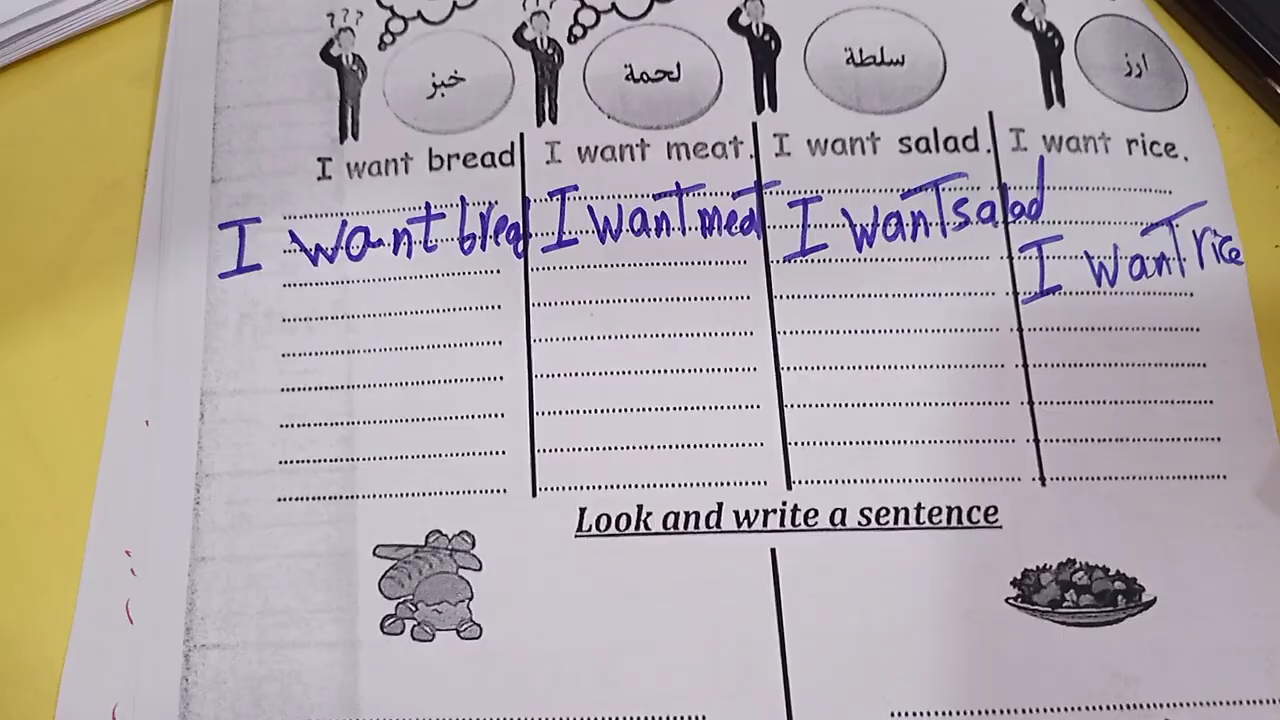 ? ? ?
خبز
لحمة
سلطة
ارز
I want bread
I want meat.
I want salad.
I want rice.
I want bread
I want meat
I want salad
I want rice
Look and write a sentence